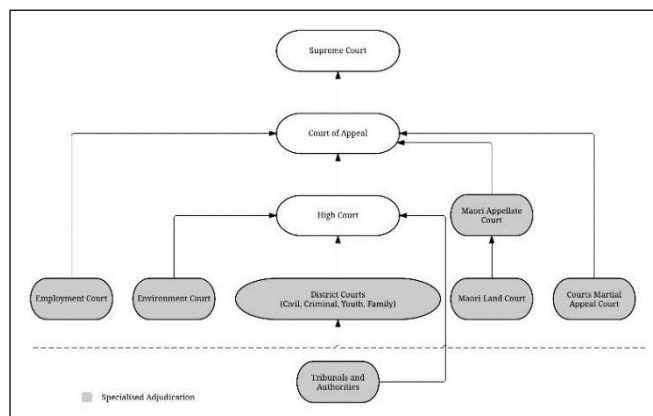 Supreme Court
Court of Appeal
High Court
Maori Appellate
Court
Employment Court
Environment Court
District Courts
(Civil, Criminal, Youth, Family)
Maori Land Court
Courts Martial
Appeal Court
Tribunals and
Authorities
Specialised Adjudication